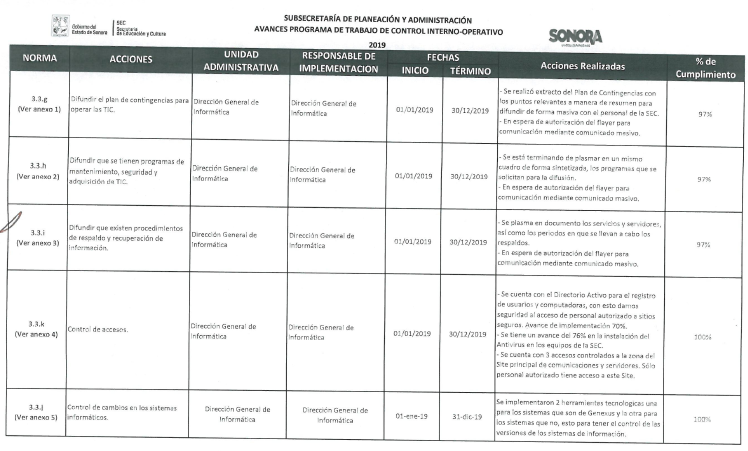 Gobierno del
Estado de Sonora
SEC
Secretaría
de Educación y Cultura
SUBSECRETARÍA DE PLANEACIÓN Y ADMINISTRACIÓN
AVANCES PROGRAMA DE TRABAJO DE CONTROL INTERNO-OPERATIVO
2019
SONORA
NORMA
ACCIONES
UNIDAD
ADMINISTRATIVA
RESPONSABLE DE
IMPLEMENTACION
FECHAS
INICIO
TÉRMINO
Acciones Realizadas
% de
Cumplimiento
3.3.g
(Ver anexo 1)
Difundir el plan de contingencias para
operar las TIC.
Dirección General de
Informática
Dirección General de
Informática
01/01/2019
30/12/2019
- Se realizó extracto del Plan de Contingencias con
los puntos relevantes a manera de resumen para
difundir de forma masiva con el personal de la SEC.
- En espera de autorización del flayer para
comunicación mediante comunicado masivo.
97%
3.3.h
(Ver anexo 2)
Difundir que se tienen programas de
mantenimiento, seguridad y
adquisición de TIC.
Dirección General de
Informática
Dirección General de
Informática
01/01/2019
30/12/2019
- Se está terminando de plasmar en un mismo
cuadro de forma sintetizada, los programas que se
solicitan para la difusión.
- En espera de autorización del flayer para
comunicación mediante comunicado masivo.
97%
3.3.i
(Ver anexo 3)
Difundir que existen procedimientos
de respaldo y recuperación de
información.
Dirección General de
Informática
Dirección General de
Informática
01/01/2019
30/12/2019
- Se plasma en documento los servicios y servidores,
así como los periodos en que se llevan a cabo los
respaldos.
- En espera de autorización del flayer para
comunicación mediante comunicado masivo.
97%
3.3.k
(Ver anexo 4)
Control de accesos.
Dirección General de
Informática
Dirección General de
Informática
01/01/2019
30/12/2019
- Se cuenta con el Directorio Activo para el registro
de usuarios y computadoras, con esto damos
seguridad al acceso de personal autorizado a sitios
seguros. Avance de implementación 70%.
- Se tiene un avance del 76% en la instalación del
Antivirus en los equipos de la SEC.
- Se cuenta con 3 accesos controlados a la zona del
Site principal de comunicaciones y servidores. Sólo
personal autorizado tiene acceso a este Site.
100%
3.3.j
(Ver anexo 5)
Control de cambios en los sistemas
informáticos.
Dirección General de
Informática
Dirección General de
Informática
01-ene-19
31-dic-19
Se implementaron 2 herramientas tecnologicas una
para los sistemas que son de Genexus y la otra para
los sistemas que no, esto para tener el control de las
versiones de los sistemas de información.
100%